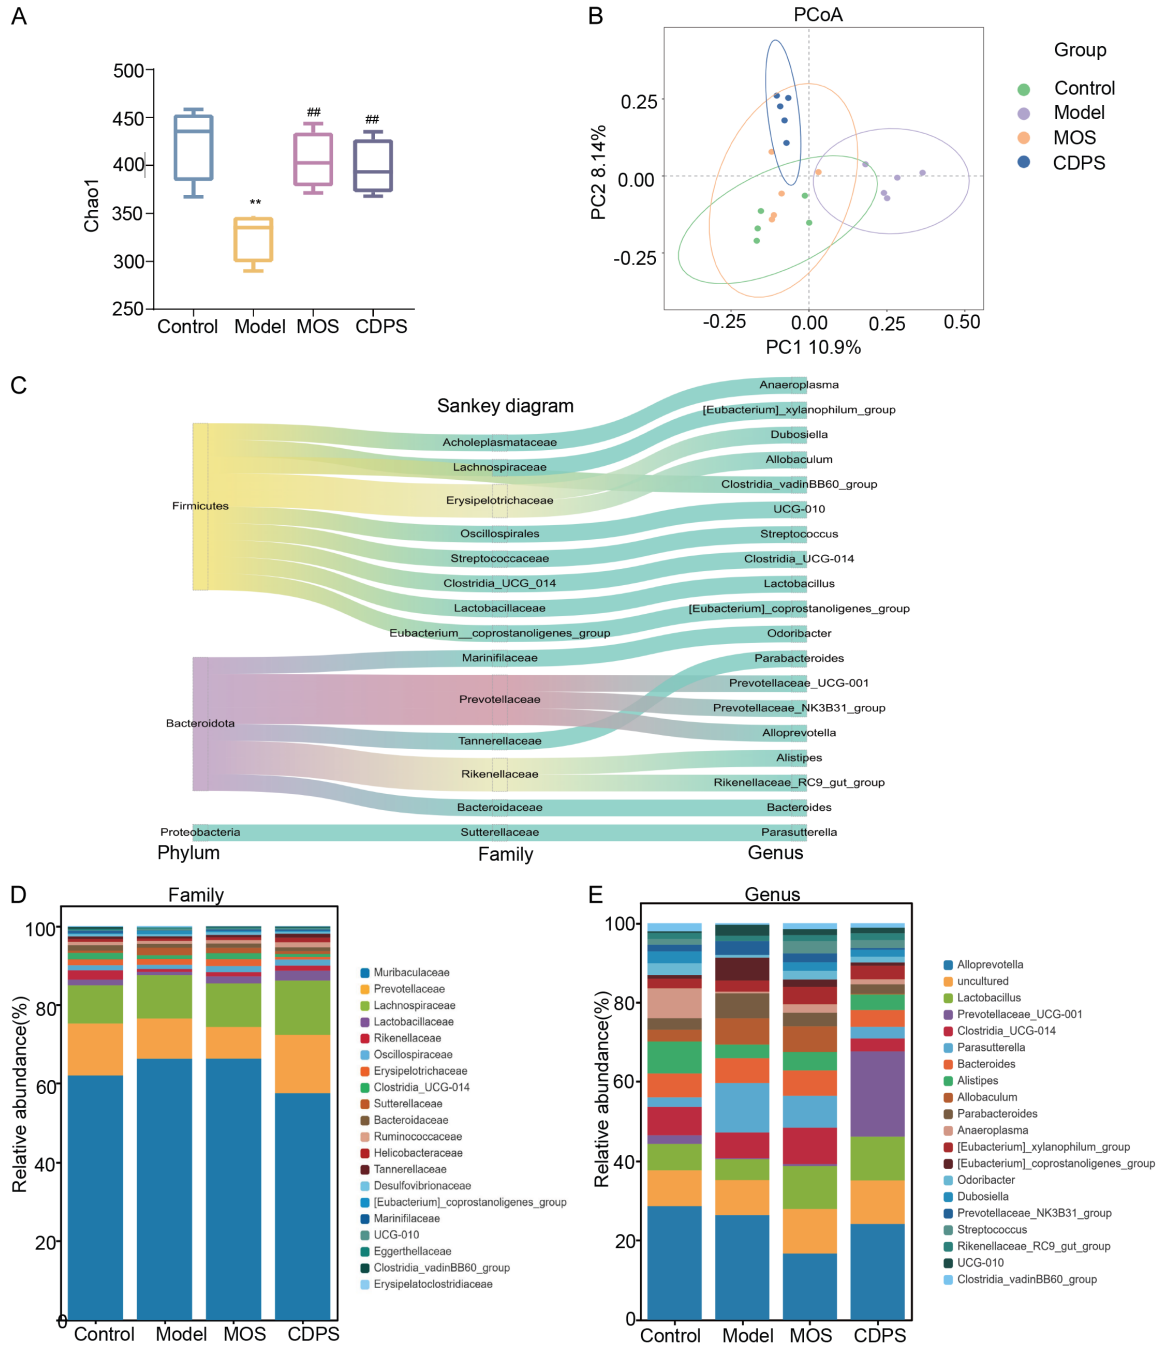 A
500
450
400
350
300
250
Chao1
**
##
##
Control
Model
MOS
CDPS
B
PCoA
0.25
0.00
-0.25
PC2 8.14%
-0.25
0.00
0.25
0.50
PC1 10.9%
Group
Control
Model
MOS
CDPS
C
Sankey diagram
Firmicutes
Bacteroidota
Proteobacteria
Phylum
Acholeplasmataceae
Lachnospiraceae
Erysipelotrichaceae
Oscillospirales
Streptococcaceae
Clostridia_UCG_014
Lactobacillaceae
Eubacterium__coprostanoligenes_group
Marinifilaceae
Prevotellaceae
Tannerellaceae
Rikenellaceae
Bacteroidaceae
Sutterellaceae
Family
Anaeroplasma
[Eubacterium]_xylanophilum_group
Dubosiella
Allobaculum
Clostridia_vadinBB60_group
UCG-010
Streptococcus
Clostridia_UCG-014
Lactobacillus
[Eubacterium]_coprostanoligenes_group
Odoribacter
Parabacteroides
Prevotellaceae_UCG-001
Prevotellaceae_NK3B31_group
Alloprevotella
Alistipes
Rikenellaceae_RC9_gut_group
Bacteroides
Parasutterella
Genus
D
Family
100
80
60
40
20
0
Relative abundance(%)
Control
Model
MOS
CDPS
Muribaculaceae
Prevotellaceae
Lachnospiraceae
Lactobacillaceae
Rikenellaceae
Oscillospiraceae
Erysipelotrichaceae
Clostridia_UCG-014
Sutterellaceae
Bacteroidaceae
Ruminococcaceae
Helicobacteraceae
Tannerellaceae
Desulfovibrionaceae
[Eubacterium]_coprostanoligenes_group
Marinifilaceae
UCG-010
Eggerthellaceae
Clostridia_vadinBB60_group
Erysipelatoclostridiaceae
E
Genus
100
80
60
40
20
0
Relative abundance(%)
Control
Model
MOS
CDPS
Alloprevotella
uncultured
Lactobacillus
Prevotellaceae_UCG-001
Clostridia_UCG-014
Parasutterella
Bacteroides
Alistipes
Allobaculum
Parabacteroides
Anaeroplasma
[Eubacterium]_xylanophilum_group
[Eubacterium]_coprostanoligenes_group
Odoribacter
Dubosiella
Prevotellaceae_NK3B31_group
Streptococcus
Rikenellaceae_RC9_gut_group
UCG-010
Clostridia_vadinBB60_group